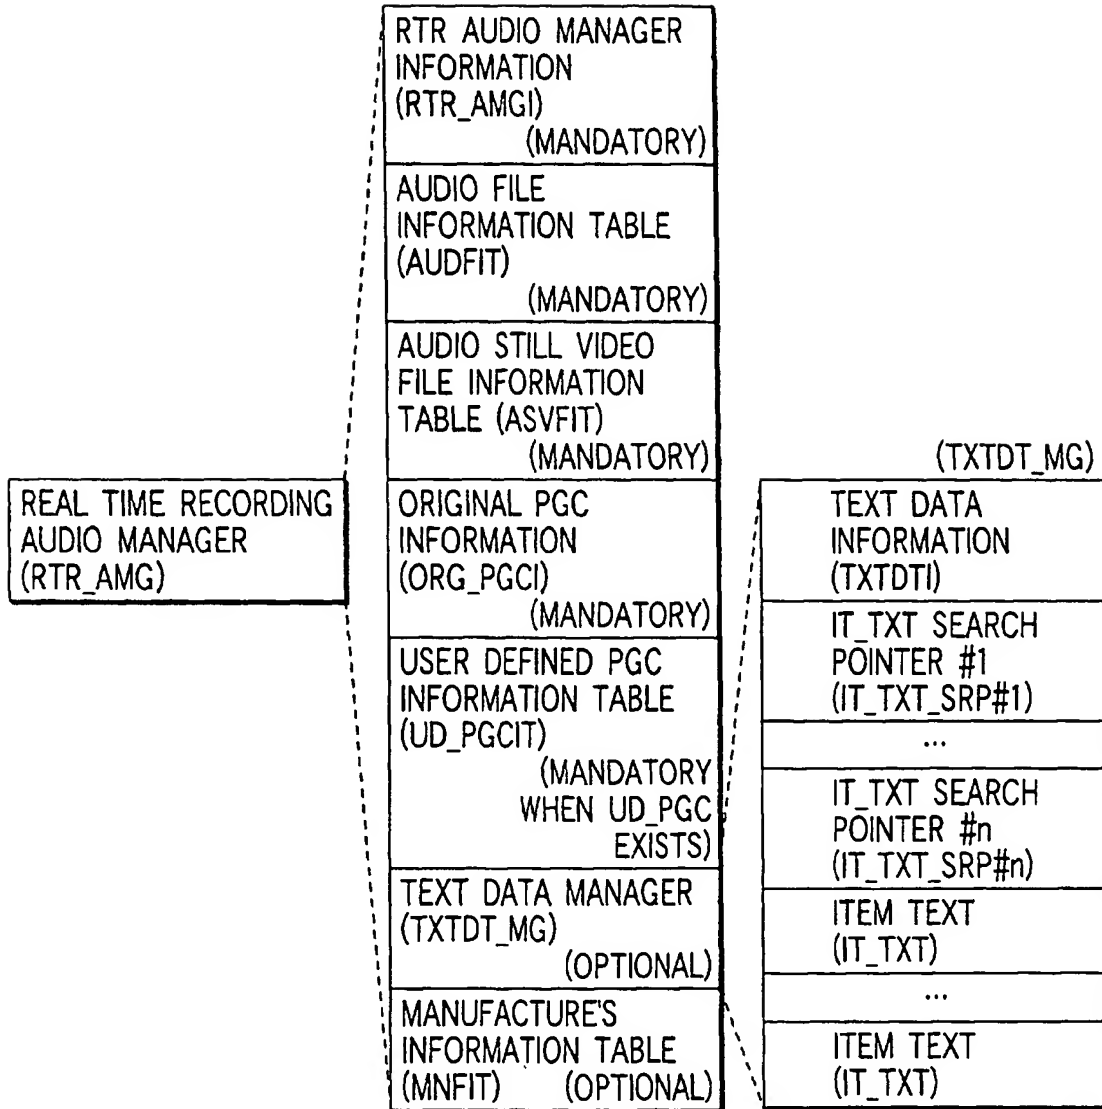 REAL TIME RECORDING
AUDIO MANAGER
(RTR_AMG)
RTR AUDIO MANAGER
INFORMATION
(RTR_AMGI)
(MANDATORY)
AUDIO FILE
INFORMATION TABLE
(AUDFIT)
(MANDATORY)
AUDIO STILL VIDEO
FILE INFORMATION
TABLE (ASVFIT)
(MANDATORY)
ORIGINAL PGC
INFORMATION
(ORG_PGCI)
(MANDATORY)
USER DEFINED PGC
INFORMATION TABLE
(UD_PGCIT)
(MANDATORY
WHEN UD_PGC
EXISTS)
TEXT DATA MANAGER
(TXTDT_MG)
(OPTIONAL)
MANUFACTURE'S
INFORMATION TABLE
(MNFIT) (OPTIONAL)
(TXTDT_MG)
TEXT DATA
INFORMATION
(TXTDTI)
IT_TXT SEARCH
POINTER #1
(IT_TXT_SRP#1)
...
IT_TXT SEARCH
POINTER #n
(IT_TXT_SRP#n)
ITEM TEXT
(IT_TXT)
...
ITEM TEXT
(IT_TXT)